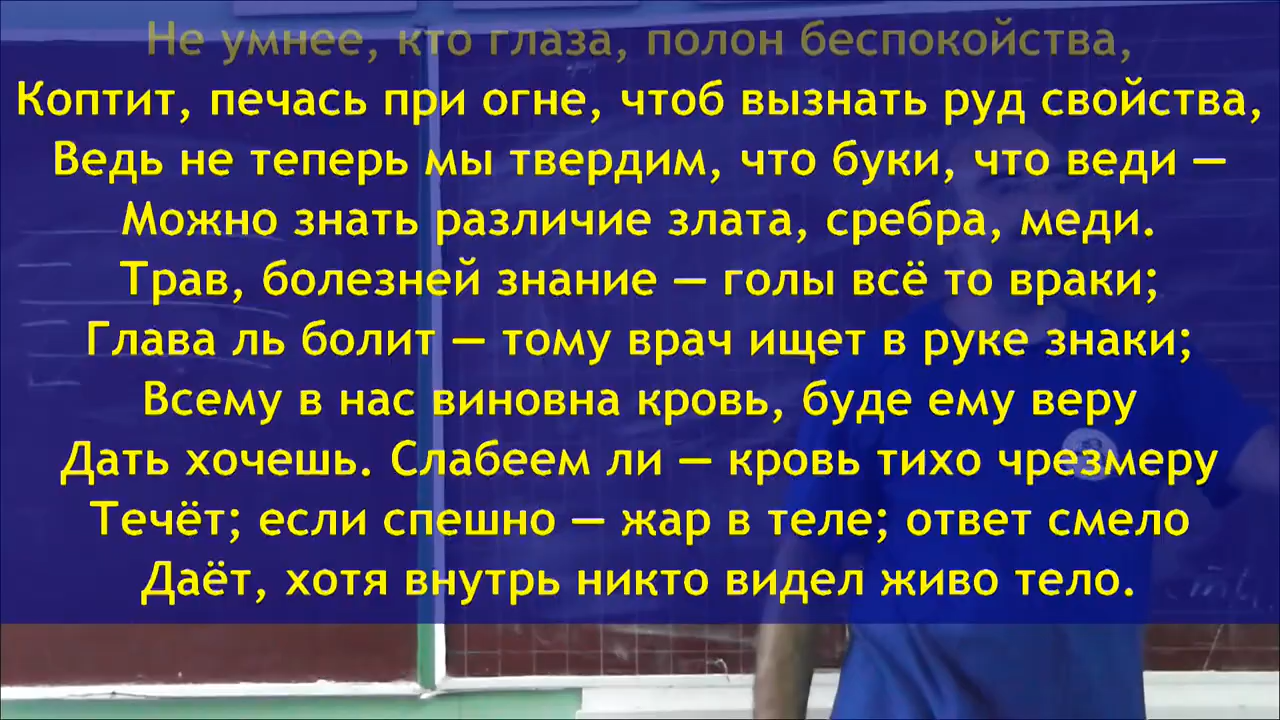 Не умнее, кто глаза, полон беспокойства,
Коптит, печась при огне, чтоб вызнать руд свойства,
Ведь не теперь мы твердим, что буки, что веди —
Можно знать различие злата, сребра, меди.
Трав, болезней знание — голы всё то враки;
Глава ль болит — тому врач ищет в руке знаки;
Всему в нас виновна кровь, буде ему веру
Дать хочешь. Слабеем ли — кровь тихо чрезмеру
Течёт; если спешно — жар в теле; ответ смело
Даёт, хотя внутрь никто видел живо тело.